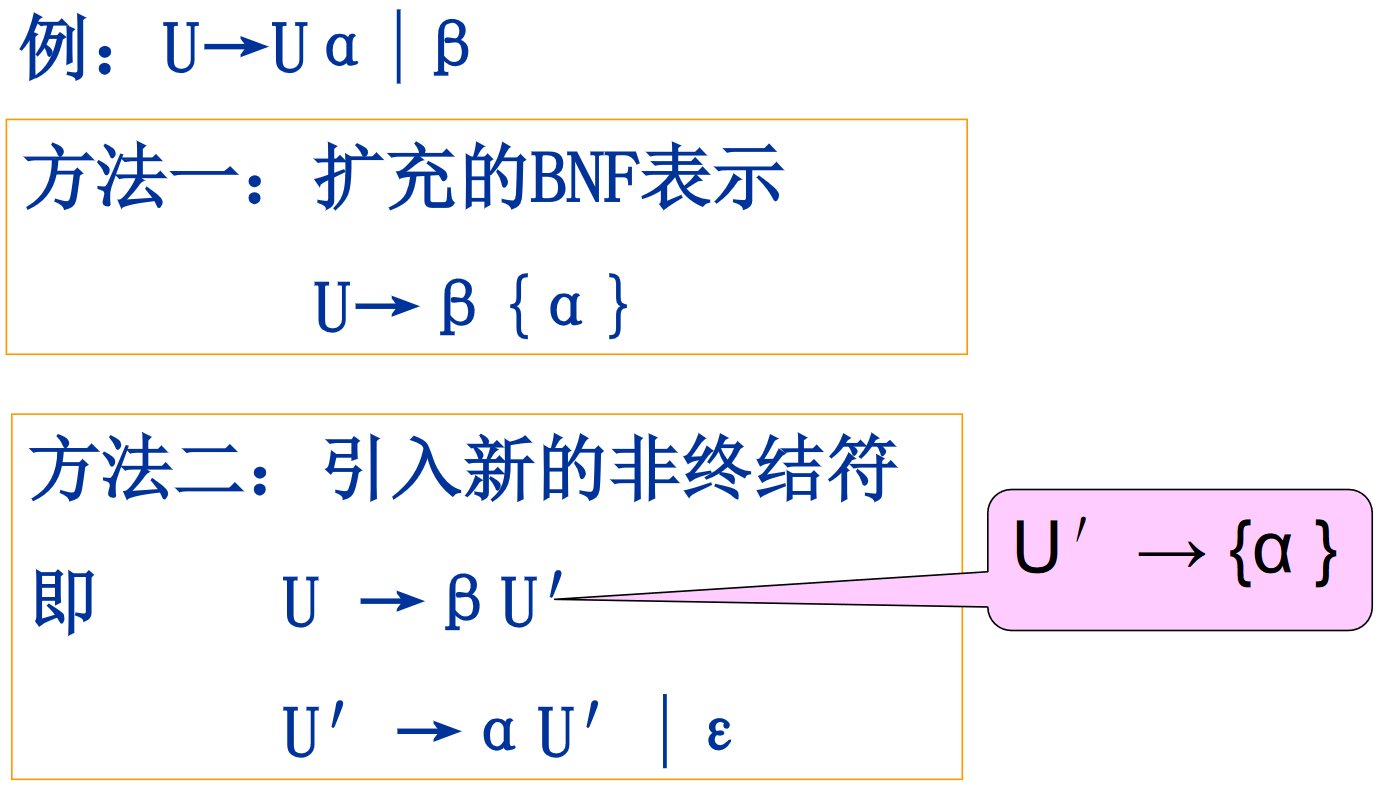 例：U→Uα｜β
方法一：扩充的BNF表示
U→β{α}
方法二：引入新的非终结符
即 U →βU′
U′ → {α }
U′ →αU′ ｜ε